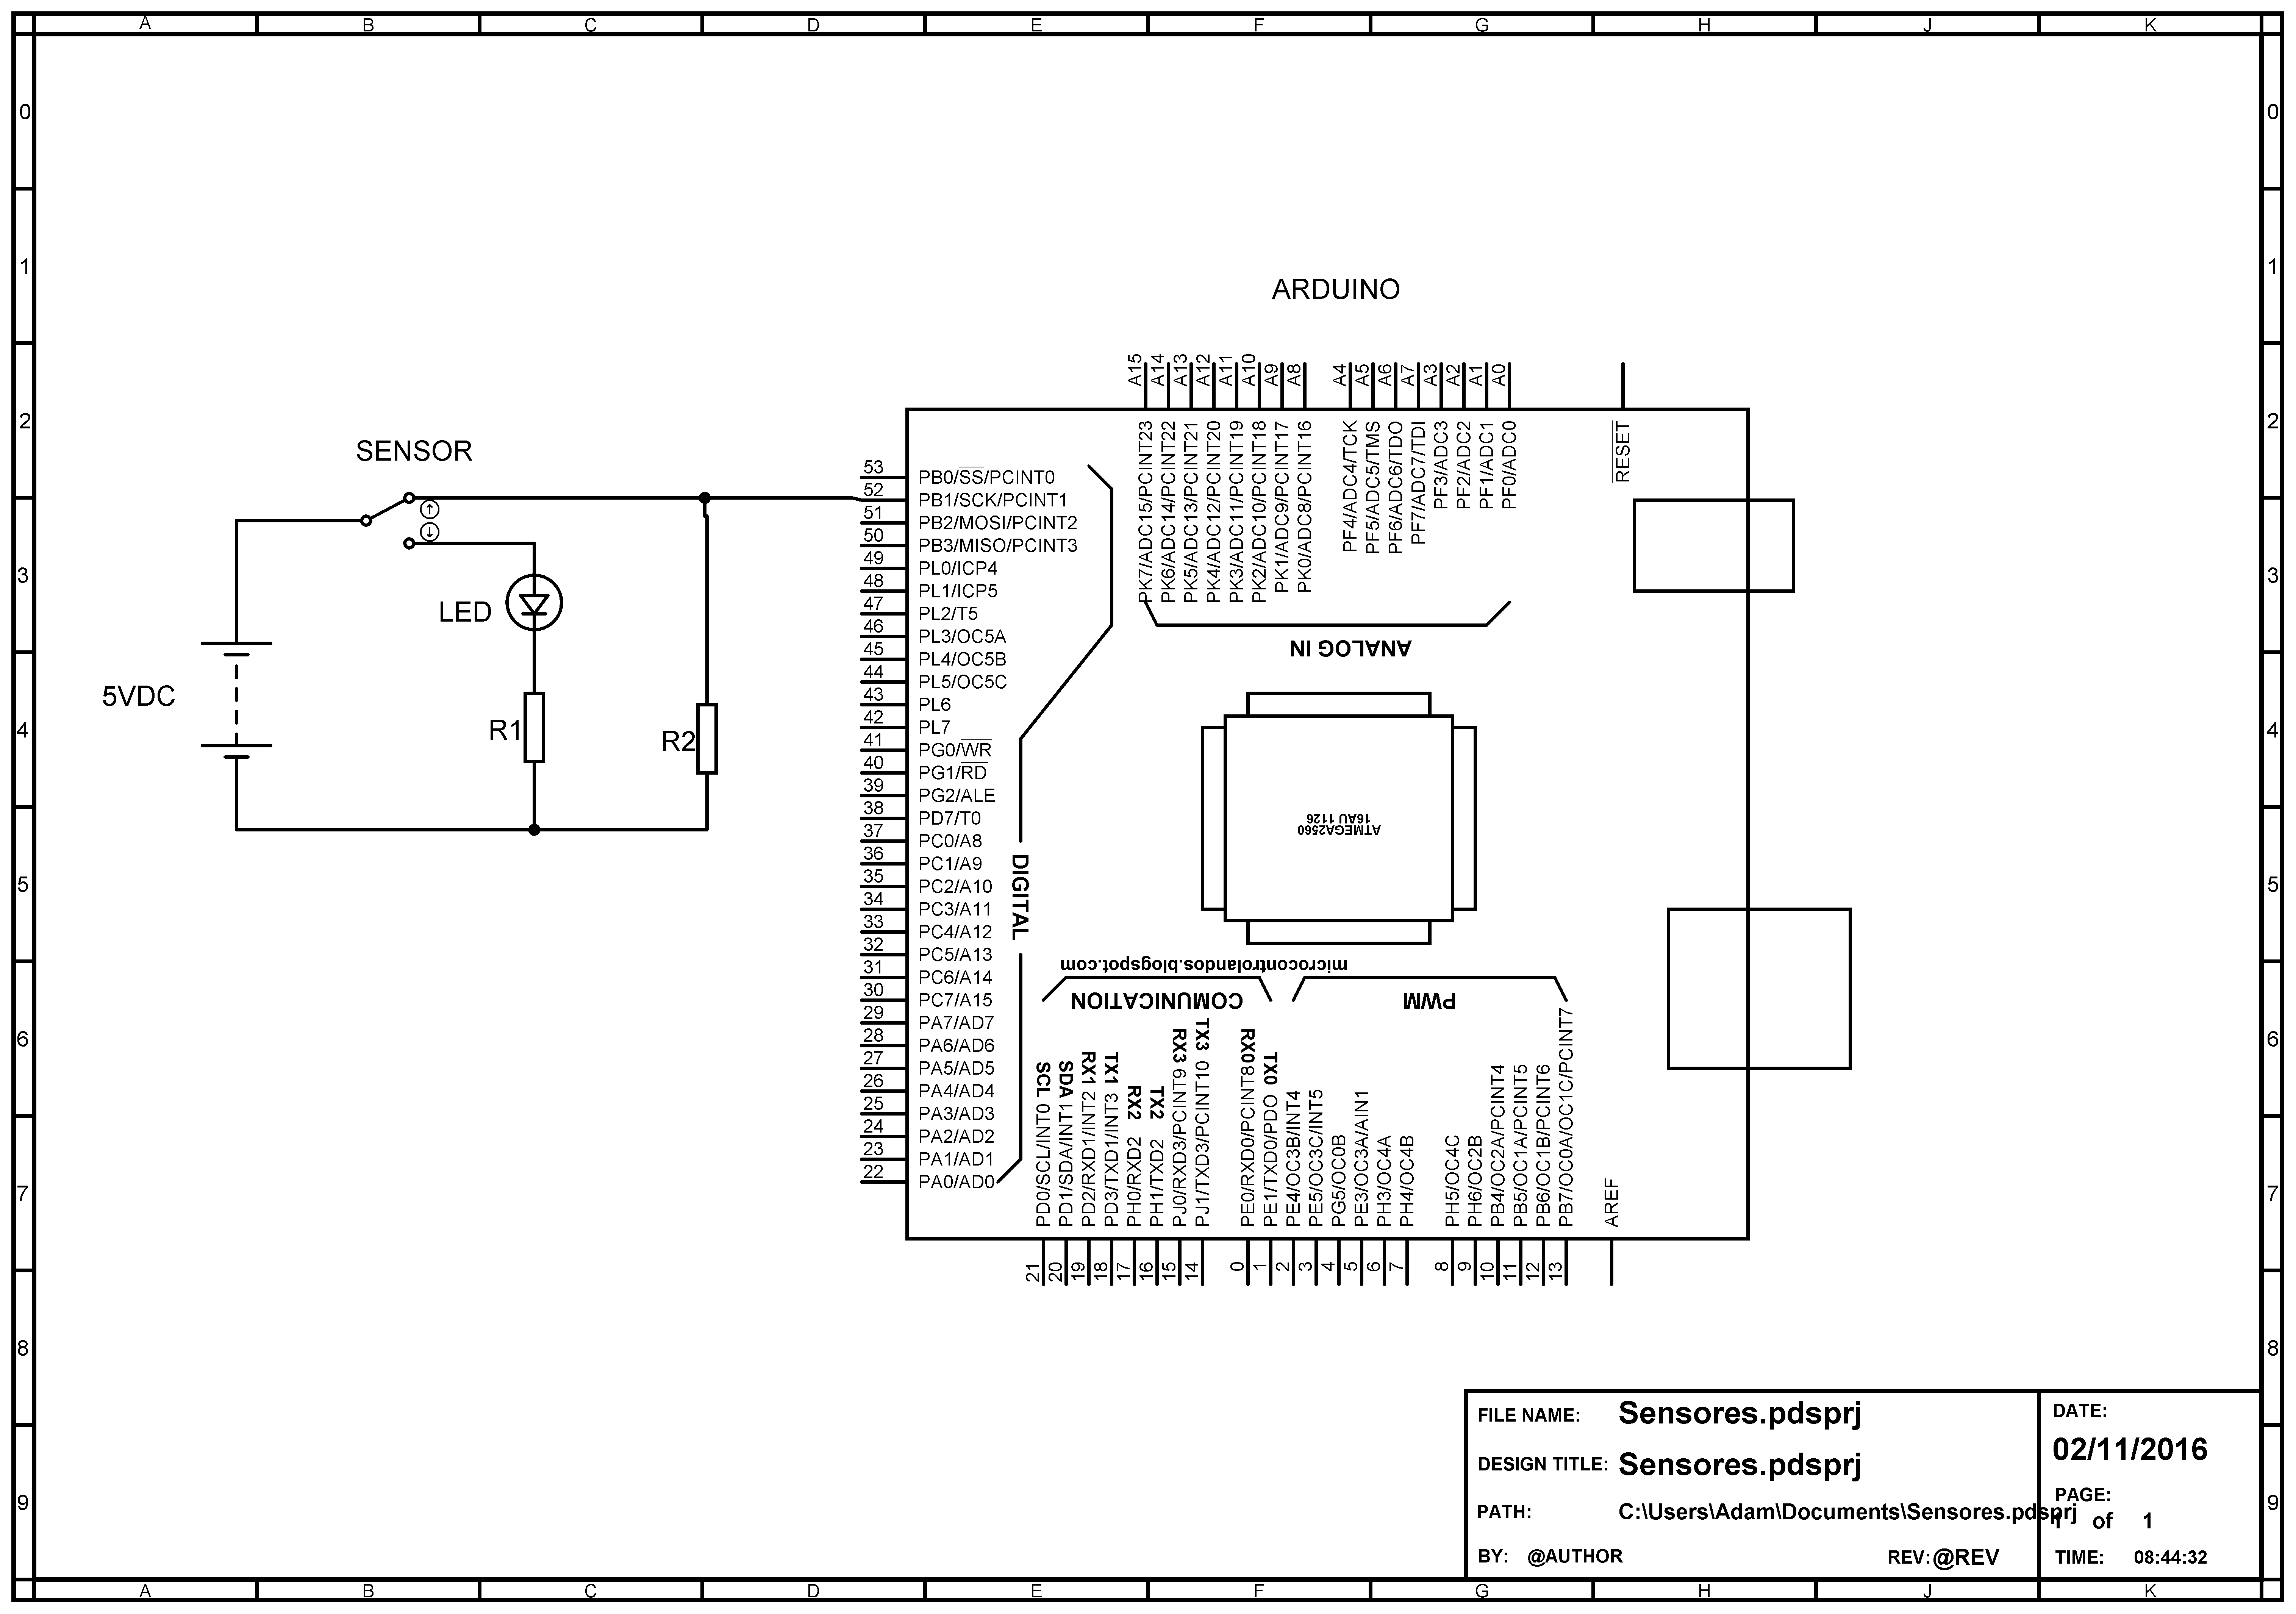 A B C D E F G H J K
0 0
1 1
2 2
3 3
4 4
5 5
6 6
7 7
8 8
9 9
ARDUINO
SENSOR
LED
5VDC
R1
R2
A15 A14 A13 A12 A11 A10 A9 A8 A4 A5 A6 A7 A3 A2 A1 A0
PK7/ADC15/PCINT23
PK6/ADC14/PCINT22
PK5/ADC13/PCINT21
PK4/ADC12/PCINT20
PK3/ADC11/PCINT19
PK2/ADC10/PCINT18
PK1/ADC9/PCINT17
PK0/ADC8/PCINT16
PF4/ADC4/TCK
PF5/ADC5/TMS
PF6/ADC6/TDO
PF7/ADC7/TDI
PF3/ADC3
PF2/ADC2
PF1/ADC1
PF0/ADC0
RESET
53 PB0/SS/PCINT0
52 PB1/SCK/PCINT1
51 PB2/MOSI/PCINT2
50 PB3/MISO/PCINT3
49 PL0/ICP4
48 PL1/ICP5
47 PL2/T5
46 PL3/OC5A
45 PL4/OC5B
44 PL5/OC5C
43 PL6
42 PL7
41 PG0/WR
40 PG1/RD
39 PG2/ALE
38 PD7/T0
37 PC0/A8
36 PC1/A9
35 PC2/A10
34 PC3/A11
33 PC4/A12
32 PC5/A13
31 PC6/A14
30 PC7/A15
29 PA7/AD7
28 PA6/AD6
27 PA5/AD5
26 PA4/AD4
25 PA3/AD3
24 PA2/AD2
23 PA1/AD1
22 PA0/AD0
ANALOG IN
DIGITAL
ATMEGA2560
16AU 1126
microcontrolandos.blogspot.com
COMUNICATION
PWM
PD0/SCL/INT0 SCL
PD1/SDA/INT1 SDA
PD2/RXD1/INT2 RX1
PD3/TXD1/INT3 TX1
PH0/RXD2 RX2
PH1/TXD2 TX2
PJ0/RXD3/PCINT9 RX3
PJ1/TXD3/PCINT10 TX3
PE0/RXD0/PCINT8 RX0
PE1/TXD0/PDO TX0
PE4/OC3B/INT4
PE5/OC3C/INT5
PG5/OC0B
PE3/OC3A/AIN1
PH3/OC4A
PH4/OC4B
PH5/OC4C
PH6/OC2B
PB4/OC2A/PCINT4
PB5/OC1A/PCINT5
PB6/OC1B/PCINT6
PB7/OC0A/OC1C/PCINT7
AREF
21 20 19 18 17 16 15 14 0 1 2 3 4 5 6 7 8 9 10 11 12 13
FILE NAME: Sensores.pdsprj
DESIGN TITLE: Sensores.pdsprj
PATH: C:\Users\Adam\Documents\Sensores.pdsprj
BY: @AUTHOR REV:@REV
DATE:
02/11/2016
PAGE:
1 of 1
TIME: 08:44:32
A B C D E F G H J K